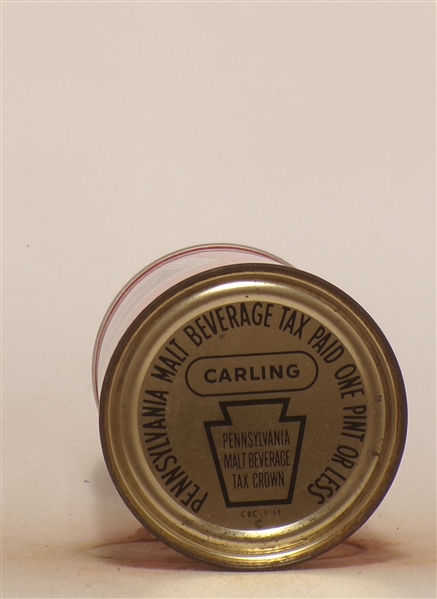 PENNSYLVANIA MALT BEVERAGE TAX PAID ONE PINT OR LESS
CARLING
PENNSYLVANIA
MALT BEVERAGE
TAX CROWN